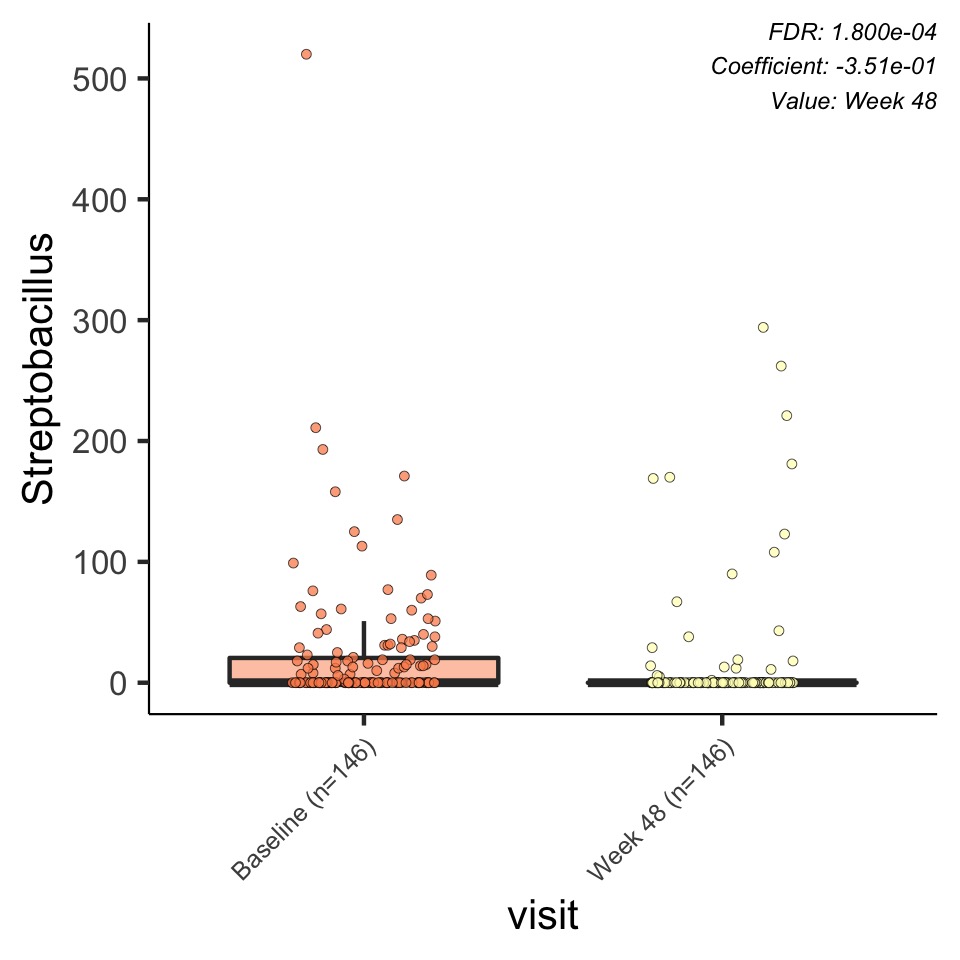 FDR: 1.800e-04
Coefficient: -3.51e-01
Value: Week 48
Streptobacillus
500
400
300
200
100
0
Baseline (n=146)
Week 48 (n=146)
visit